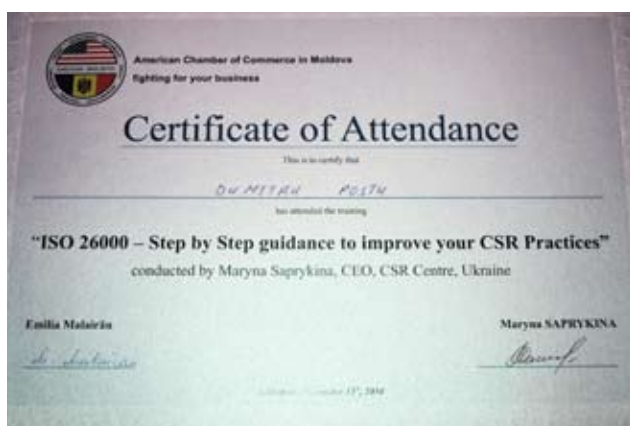 American Chamber of Commerce in Moldova
fighting for your business
Certificate of Attendance
This is to certify that
DUMITRU POSTU
has attended the training
“ISO 26000 – Step by Step guidance to improve your CSR Practices”
conducted by Maryna Saprykina, CEO, CSR Centre, Ukraine
Emilia Malairău
Maryna SAPRYKINA